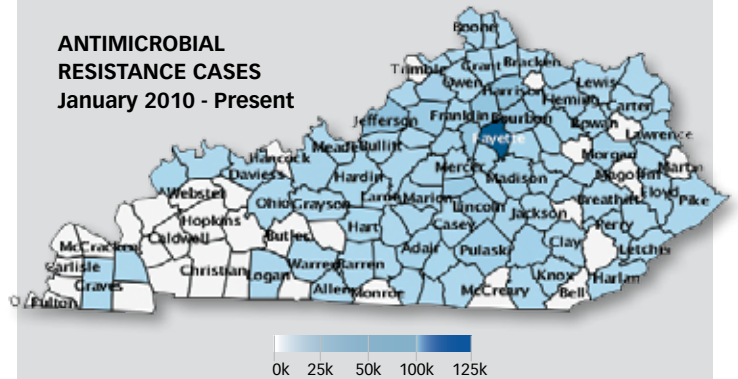 ANTIMICROBIAL
RESISTANCE CASES
January 2010 - Present
Boone
Trimble Grant Bracken
Owen Lewis
Harrison Fleming Carter
Jefferson Franklin Bourbon Rowan Lawrence
Fayette
Hancock Meade Bullitt Morgan Martin
Daviess Mercer Magoffin
Webster Hardin Madison Floyd
Ohio Grayson Larue Marion Breathitt Pike
Hopkins Lincoln Jackson
Butler Hart Casey Perry
McCracken Caldwell Adair Pulaski Clay Letcher
Carlisle Christian Logan Warren Barren Knox Harlan
Graves Allen Monroe McCreary Bell
Fulton
0k 25k 50k 100k 125k